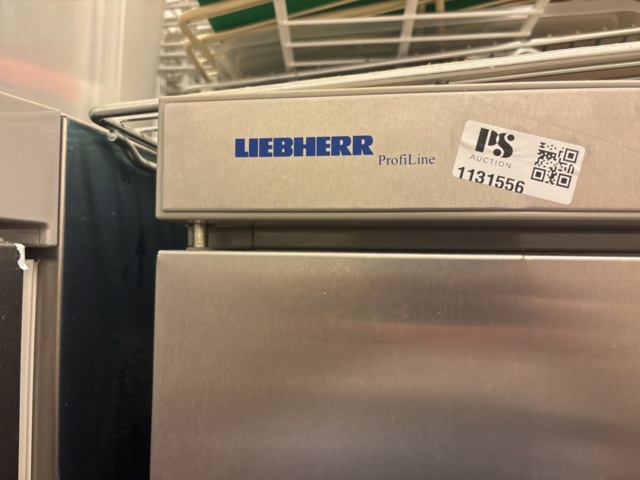 LIEBHERR
ProfiLine
PS
AUCTION
1131556